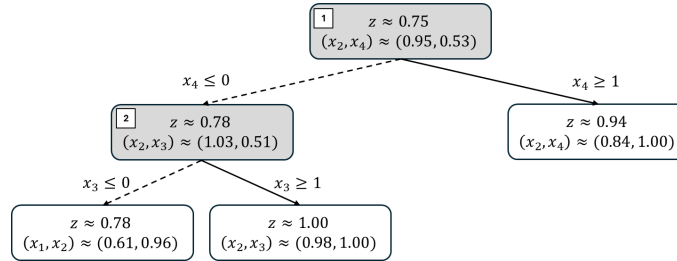 1
z ≈ 0.75
(x₂, x₄) ≈ (0.95, 0.53)
x₄ ≤ 0
x₄ ≥ 1
2
z ≈ 0.78
(x₂, x₃) ≈ (1.03, 0.51)
z ≈ 0.94
(x₂, x₄) ≈ (0.84, 1.00)
x₃ ≤ 0
x₃ ≥ 1
z ≈ 0.78
(x₁, x₂) ≈ (0.61, 0.96)
z ≈ 1.00
(x₂, x₃) ≈ (0.98, 1.00)